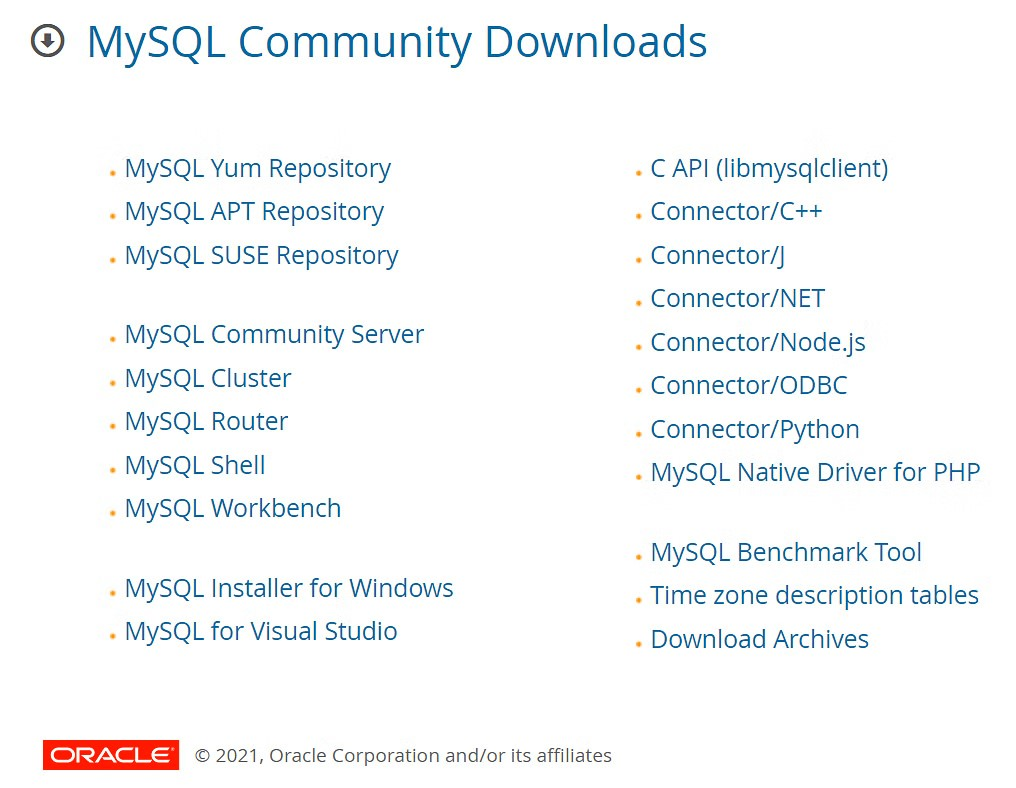 MySQL Community Downloads
MySQL Yum Repository
MySQL APT Repository
MySQL SUSE Repository
MySQL Community Server
MySQL Cluster
MySQL Router
MySQL Shell
MySQL Workbench
MySQL Installer for Windows
MySQL for Visual Studio
C API (libmysqlclient)
Connector/C++
Connector/J
Connector/NET
Connector/Node.js
Connector/ODBC
Connector/Python
MySQL Native Driver for PHP
MySQL Benchmark Tool
Time zone description tables
Download Archives
ORACLE® © 2021, Oracle Corporation and/or its affiliates